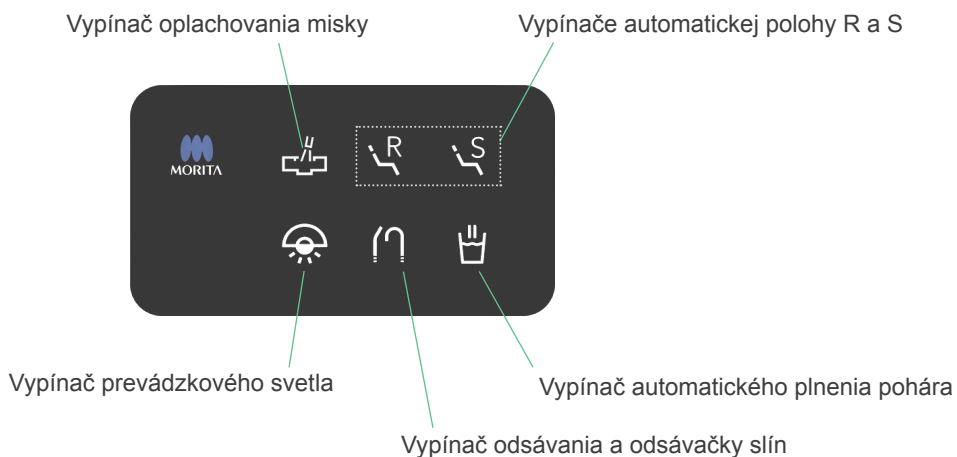 Vypínač oplachovania misky
Vypínače automatickej polohy R a S
R
S
MORITA
Vypínač prevádzkového svetla
Vypínač automatického plnenia pohára
Vypínač odsávania a odsávačky slín